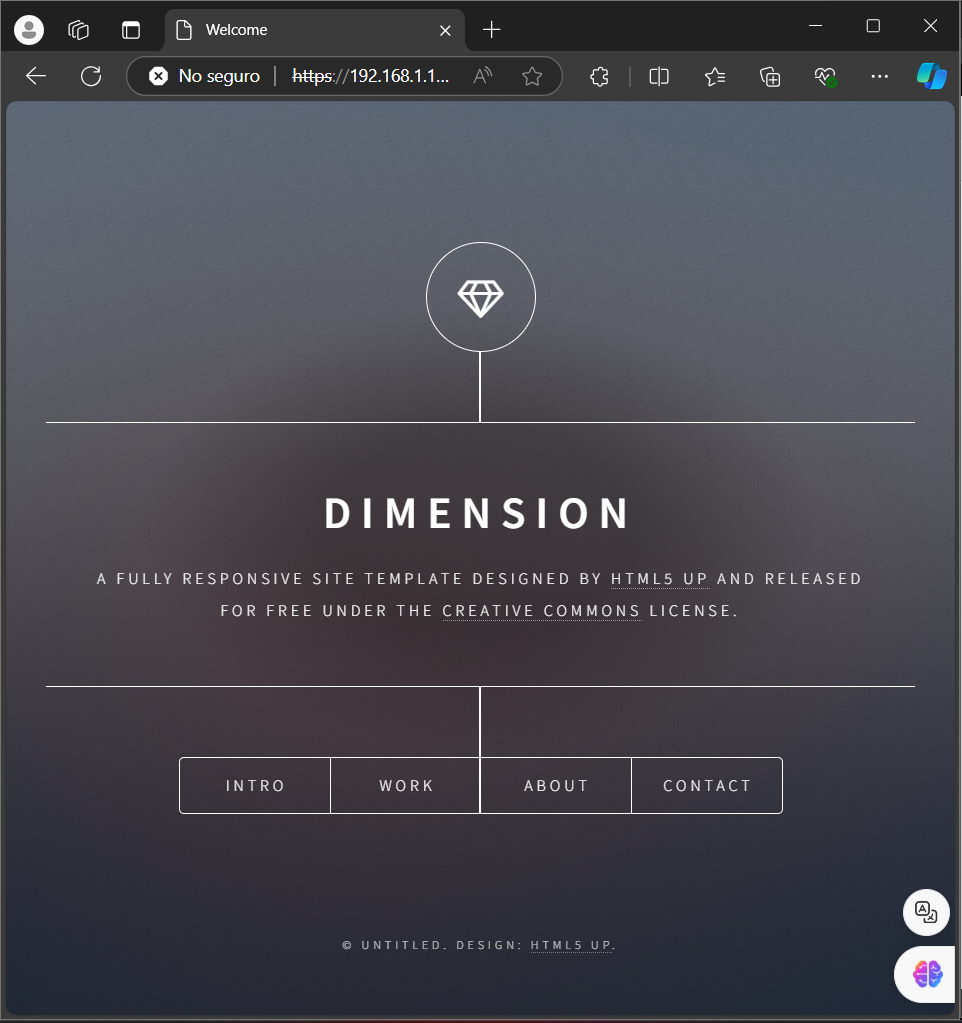 Welcome
No seguro
https://192.168.1.1...
DIMENSION
A FULLY RESPONSIVE SITE TEMPLATE DESIGNED BY HTML5 UP AND RELEASED
FOR FREE UNDER THE CREATIVE COMMONS LICENSE.
INTRO
WORK
ABOUT
CONTACT
© UNTITLED. DESIGN: HTML5 UP.